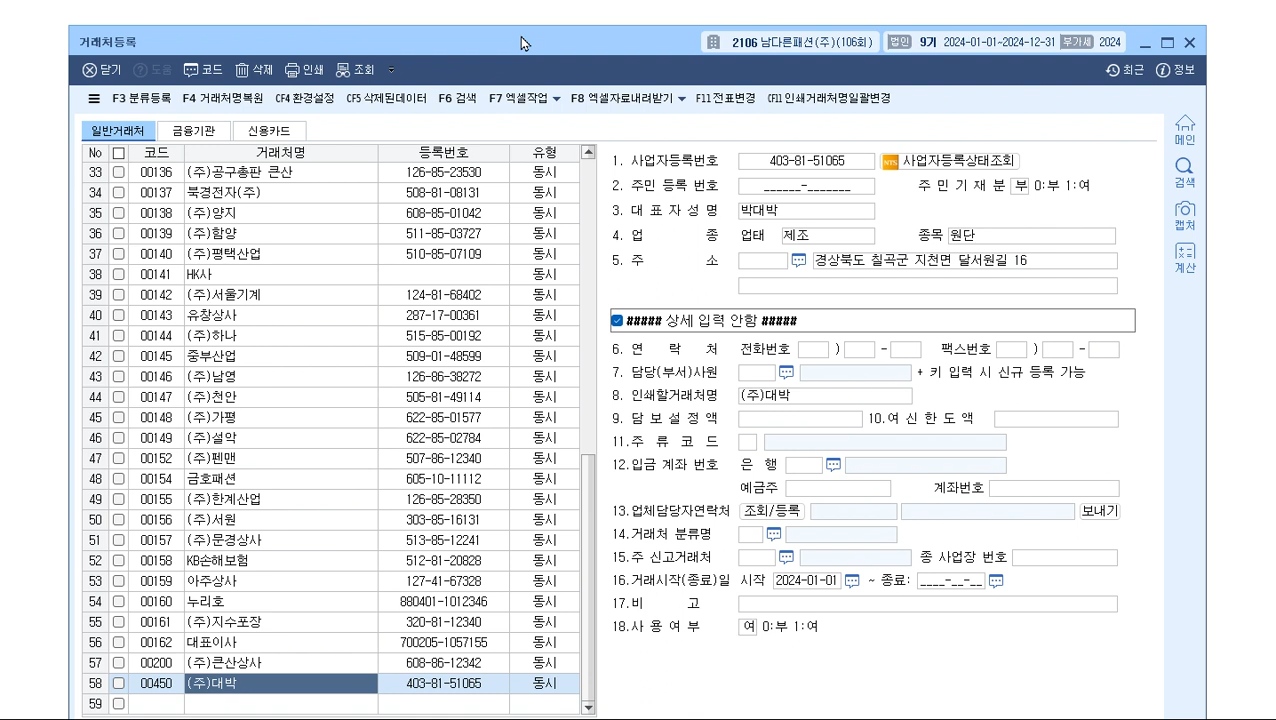 거래처등록 2106 남다른패션(주)(106회) 법인 9기 2024-01-01~2024-12-31 부가세 2024
닫기 도움 코드 삭제 인쇄 조회 최근 정보
F3 분류등록 F4 거래처명복원 CF4 환경설정 CF5 삭제된데이터 F6 검색 F7 엑셀작업 F8 엑셀자료내려받기 F11 전표변경 CF11 인쇄거래처명일괄변경
일반거래처 금융기관 신용카드
No 코드 거래처명 등록번호 유형
33 00136 (주)공구총판 큰산 126-85-23530 동시
34 00137 북경전자(주) 508-81-08131 동시
35 00138 (주)양지 608-85-01042 동시
36 00139 (주)함양 511-85-03727 동시
37 00140 (주)평택산업 510-85-07109 동시
38 00141 HK사 동시
39 00142 (주)서울기계 124-81-68402 동시
40 00143 유창상사 287-17-00361 동시
41 00144 (주)하나 515-85-00192 동시
42 00145 중부산업 509-01-48599 동시
43 00146 (주)남영 126-86-38272 동시
44 00147 (주)천안 505-81-49114 동시
45 00148 (주)가평 622-85-01577 동시
46 00149 (주)설악 622-85-02784 동시
47 00152 (주)펜맨 507-86-12340 동시
48 00154 금호패션 605-10-11112 동시
49 00155 (주)한계산업 126-85-28350 동시
50 00156 (주)서원 303-85-16131 동시
51 00157 (주)문경상사 513-85-12241 동시
52 00158 KB손해보험 512-81-20828 동시
53 00159 아주상사 127-41-67328 동시
54 00160 누리호 880401-1012346 동시
55 00161 (주)지수포장 320-81-12340 동시
56 00162 대표이사 700205-1057155 동시
57 00200 (주)큰산상사 608-86-12342 동시
58 00450 (주)대박 403-81-51065 동시
59
1. 사업자등록번호 403-81-51065 NTS 사업자등록상태조회
2. 주민 등록 번호 ______-_______ 주 민 기 재 분 부 0:부 1:여
3. 대 표 자 성 명 박대박
4. 업 종 업태 제조 종목 원단
5. 주 소 경상북도 칠곡군 지천면 달서원길 16
##### 상세 입력 안함 #####
6. 연 락 처 전화번호 ) - 팩스번호 ) -
7. 담당(부서)사원 + 키 입력 시 신규 등록 가능
8. 인쇄할거래처명 (주)대박
9. 담 보 설 정 액 10.여 신 한 도 액
11.주 류 코 드
12.입금 계좌 번호 은 행
예금주 계좌번호
13.업체담당자연락처 조회/등록 보내기
14.거래처 분류명
15.주 신고거래처 종 사업장 번호
16.거래시작(종료)일 시작 2024-01-01 ~ 종료: ____-__-__
17.비 고
18.사 용 여 부 여 0:부 1:여
메인
검색
캡처
계산